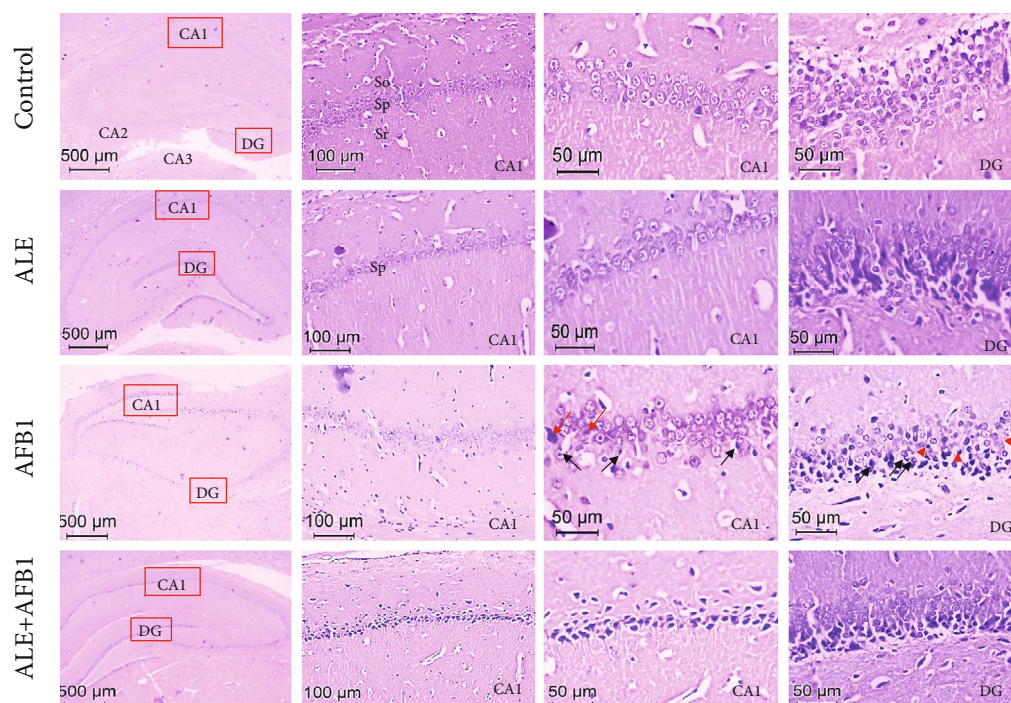 Control
CA1
CA2
CA3
DG
500 µm
So
Sp
Sr
100 µm
CA1
50 µm
CA1
50 µm
DG
ALE
CA1
DG
500 µm
Sp
100 µm
CA1
50 µm
CA1
50 µm
DG
AFB1
CA1
DG
500 µm
100 µm
CA1
50 µm
CA1
50 µm
DG
ALE+AFB1
CA1
DG
500 µm
100 µm
CA1
50 µm
CA1
50 µm
DG